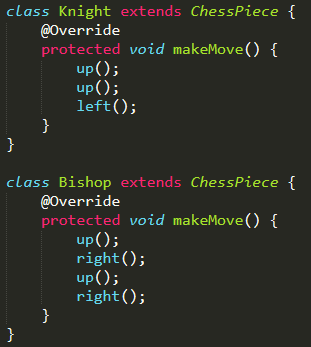 class Knight extends ChessPiece {
    @Override
    protected void makeMove() {
        up();
        up();
        left();
    }
}

class Bishop extends ChessPiece {
    @Override
    protected void makeMove() {
        up();
        right();
        up();
        right();
    }
}